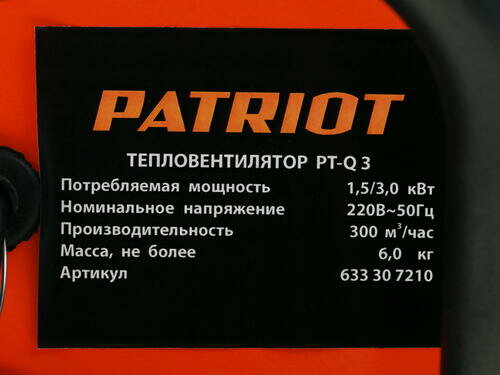 PATRIOT
ТЕПЛОВЕНТИЛЯТОР PT-Q 3
Потребляемая мощность 1,5/3,0 кВт
Номинальное напряжение 220В~50Гц
Производительность 300 м³/час
Масса, не более 6,0 кг
Артикул 633 30 7210